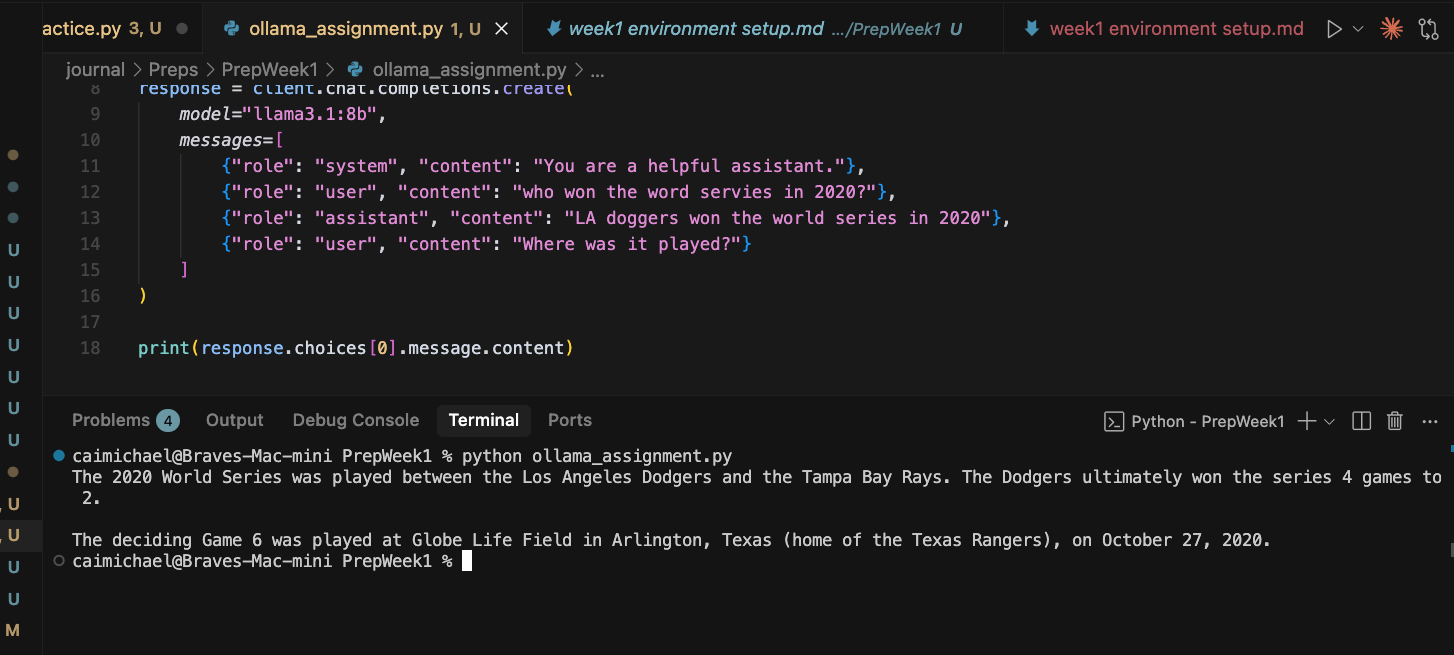 actice.py 3, U
ollama_assignment.py 1, U
week1 environment setup.md .../PrepWeek1 U
week1 environment setup.md
journal > Preps > PrepWeek1 > ollama_assignment.py > ...
8 response = client.chat.completions.create(
9 model="llama3.1:8b",
10 messages=[
11 {"role": "system", "content": "You are a helpful assistant."},
12 {"role": "user", "content": "who won the word servies in 2020?"},
13 {"role": "assistant", "content": "LA doggers won the world series in 2020"},
14 {"role": "user", "content": "Where was it played?"}
15 ]
16 )
17
18 print(response.choices[0].message.content)
U
U
U
U
U
U
U
U
U
U
U
M
Problems 4 Output Debug Console Terminal Ports
Python - PrepWeek1
caimichael@Braves-Mac-mini PrepWeek1 % python ollama_assignment.py
The 2020 World Series was played between the Los Angeles Dodgers and the Tampa Bay Rays. The Dodgers ultimately won the series 4 games to
2.
The deciding Game 6 was played at Globe Life Field in Arlington, Texas (home of the Texas Rangers), on October 27, 2020.
caimichael@Braves-Mac-mini PrepWeek1 %